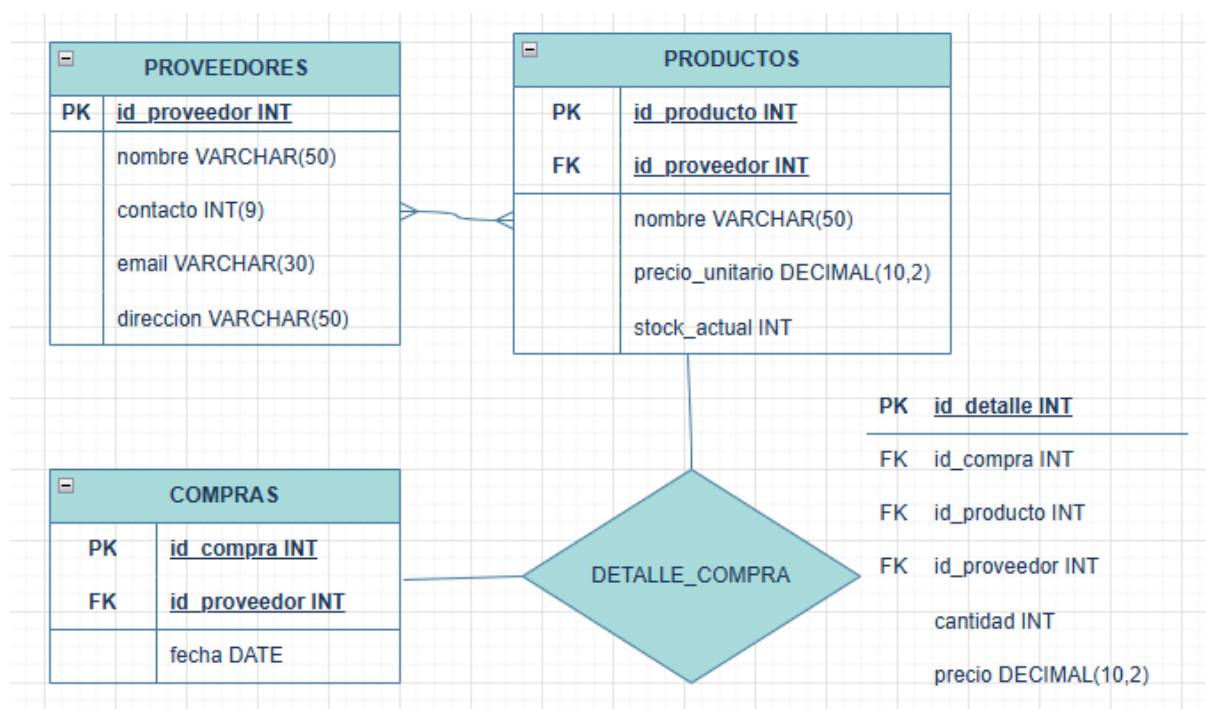 PROVEEDORES
PK id_proveedor INT
nombre VARCHAR(50)
contacto INT(9)
email VARCHAR(30)
direccion VARCHAR(50)
PRODUCTOS
PK id_producto INT
FK id_proveedor INT
nombre VARCHAR(50)
precio_unitario DECIMAL(10,2)
stock_actual INT
COMPRAS
PK id_compra INT
FK id_proveedor INT
fecha DATE
DETALLE_COMPRA
PK id_detalle INT
FK id_compra INT
FK id_producto INT
FK id_proveedor INT
cantidad INT
precio DECIMAL(10,2)